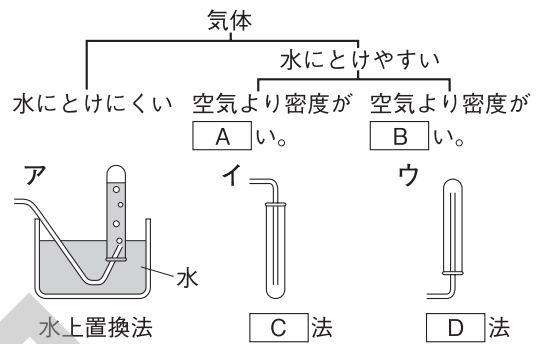 気体
水にとけやすい
水にとけにくい 空気より密度が 空気より密度が
A い。 B い。
ア イ ウ
水
水上置換法 C 法 D 法